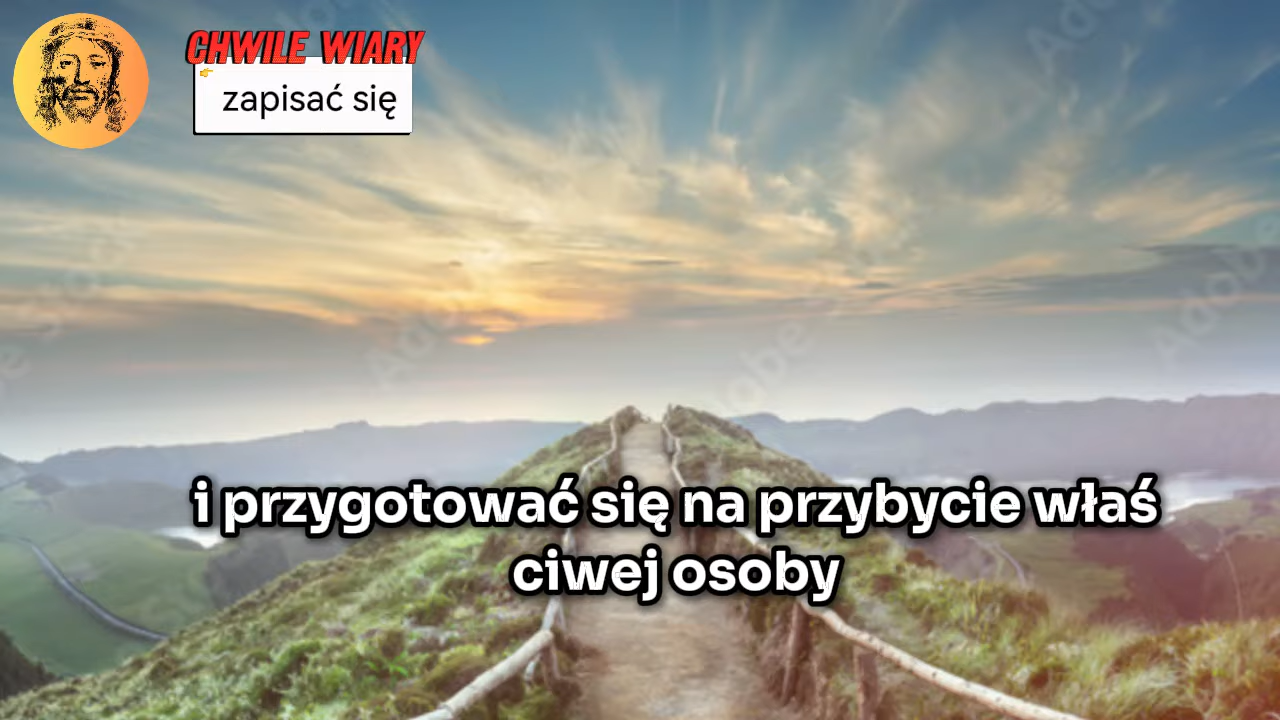 CHWILE WIARY
zapisać się
i przygotować się na przybycie właś
ciwej osoby